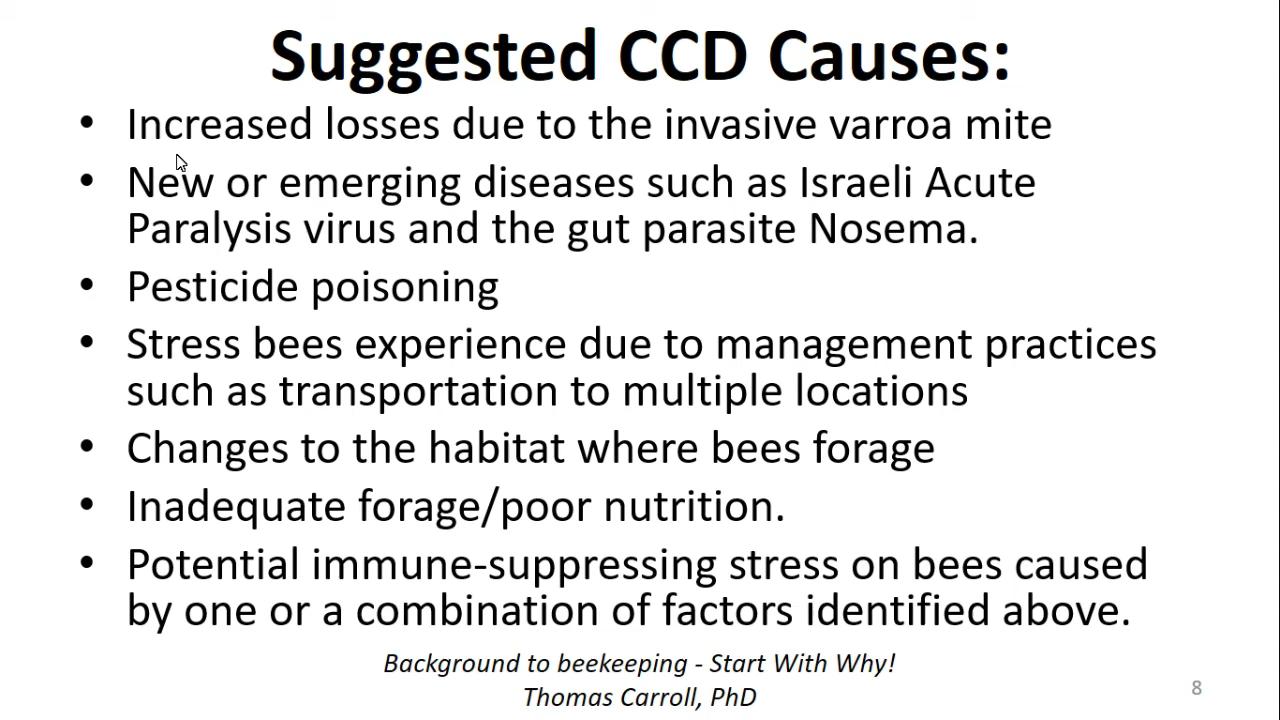 Suggested CCD Causes:
• Increased losses due to the invasive varroa mite
• New or emerging diseases such as Israeli Acute
Paralysis virus and the gut parasite Nosema.
• Pesticide poisoning
• Stress bees experience due to management practices
such as transportation to multiple locations
• Changes to the habitat where bees forage
• Inadequate forage/poor nutrition.
• Potential immune-suppressing stress on bees caused
by one or a combination of factors identified above.
Background to beekeeping - Start With Why!
Thomas Carroll, PhD
8